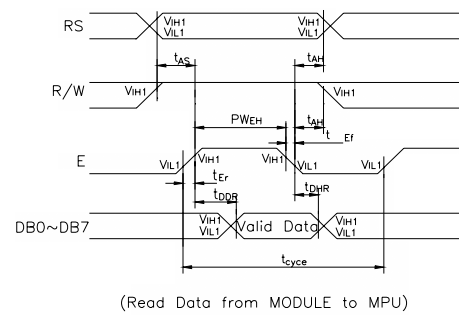 RS VIH1 VIL1 VIH1 VIL1
tAS tAH
R/W VIH1 VIH1
PWEH tAH
t Ef
E VIL1 VIH1 VIH1 VIL1 VIL1
tEr tDHR
tDDR
DB0~DB7 VIH1 VIL1 Valid Data VIH1 VIL1
tcyce
(Read Data from MODULE to MPU)